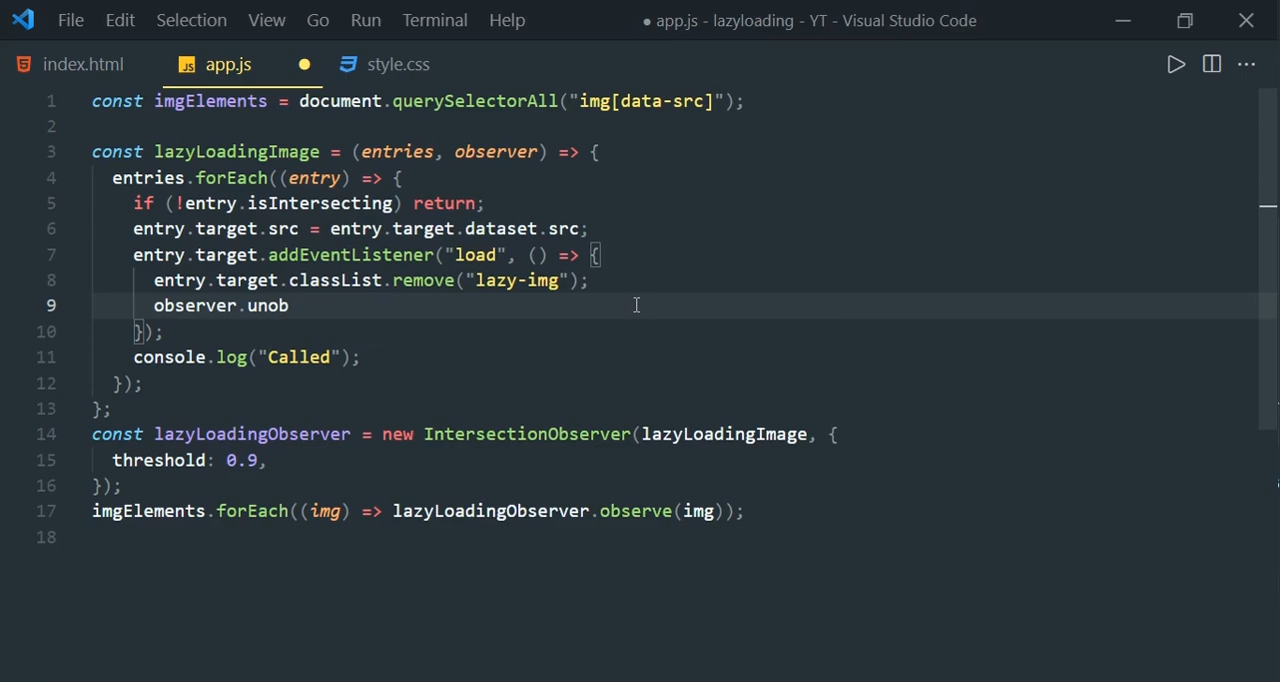 File Edit Selection View Go Run Terminal Help ● app.js - lazyloading - YT - Visual Studio Code
index.html JS app.js style.css
1 const imgElements = document.querySelectorAll("img[data-src]");
2
3 const lazyLoadingImage = (entries, observer) => {
4 entries.forEach((entry) => {
5 if (!entry.isIntersecting) return;
6 entry.target.src = entry.target.dataset.src;
7 entry.target.addEventListener("load", () => {
8 entry.target.classList.remove("lazy-img");
9 observer.unob
10 });
11 console.log("Called");
12 });
13 };
14 const lazyLoadingObserver = new IntersectionObserver(lazyLoadingImage, {
15 threshold: 0.9,
16 });
17 imgElements.forEach((img) => lazyLoadingObserver.observe(img));
18